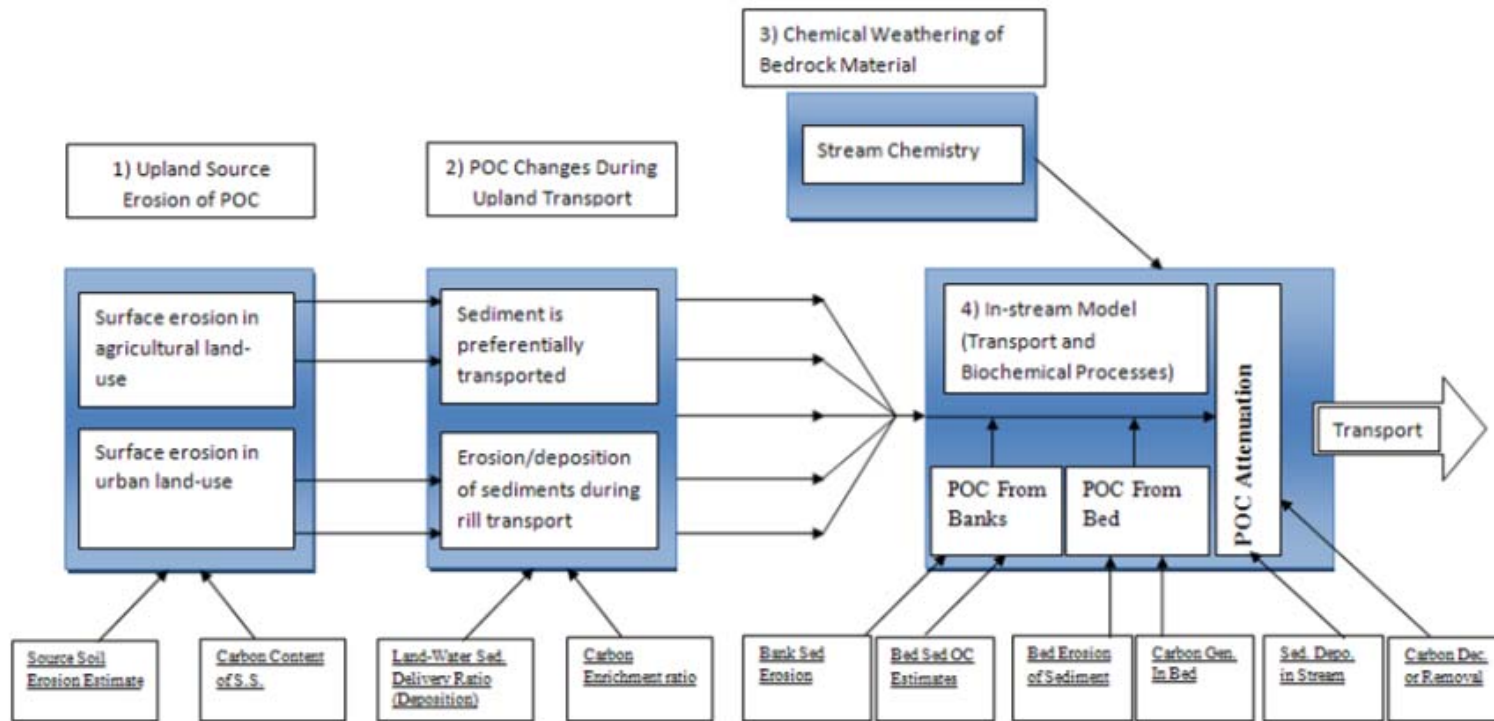 3) Chemical Weathering of
Bedrock Material
Stream Chemistry
1) Upland Source
Erosion of POC
2) POC Changes During
Upland Transport
Surface erosion in
agricultural land-
use
Surface erosion in
urban land-use
Sediment is
preferentially
transported
Erosion/deposition
of sediments during
rill transport
4) In-stream Model
(Transport and
Biochemical Processes)
POC From
Banks
POC From
Bed
POC Attenuation
Transport
Source Soil
Erosion Estimate
Carbon Content
of S.S.
Land-Water Sed.
Delivery Ratio
(Deposition)
Carbon
Enrichment ratio
Bank Sed
Erosion
Bed Sed OC
Estimates
Bed Erosion
of Sediment
Carbon Gen.
In Bed
Sed. Depo.
in Stream
Carbon Dec.
or Removal